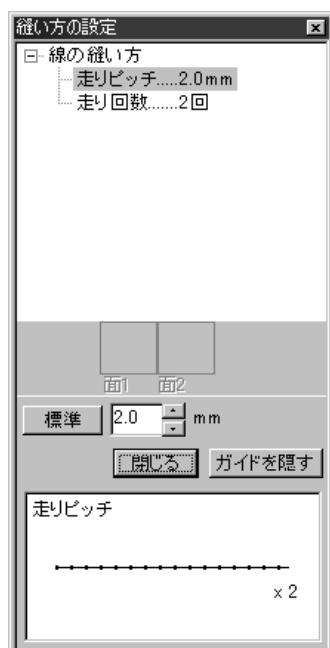 縫い方の設定
線の縫い方
走りピッチ.....2.0mm
走り回数.......2回
面1 面2
標準 2.0 mm
閉じる ガイドを隠す
走りピッチ
x 2